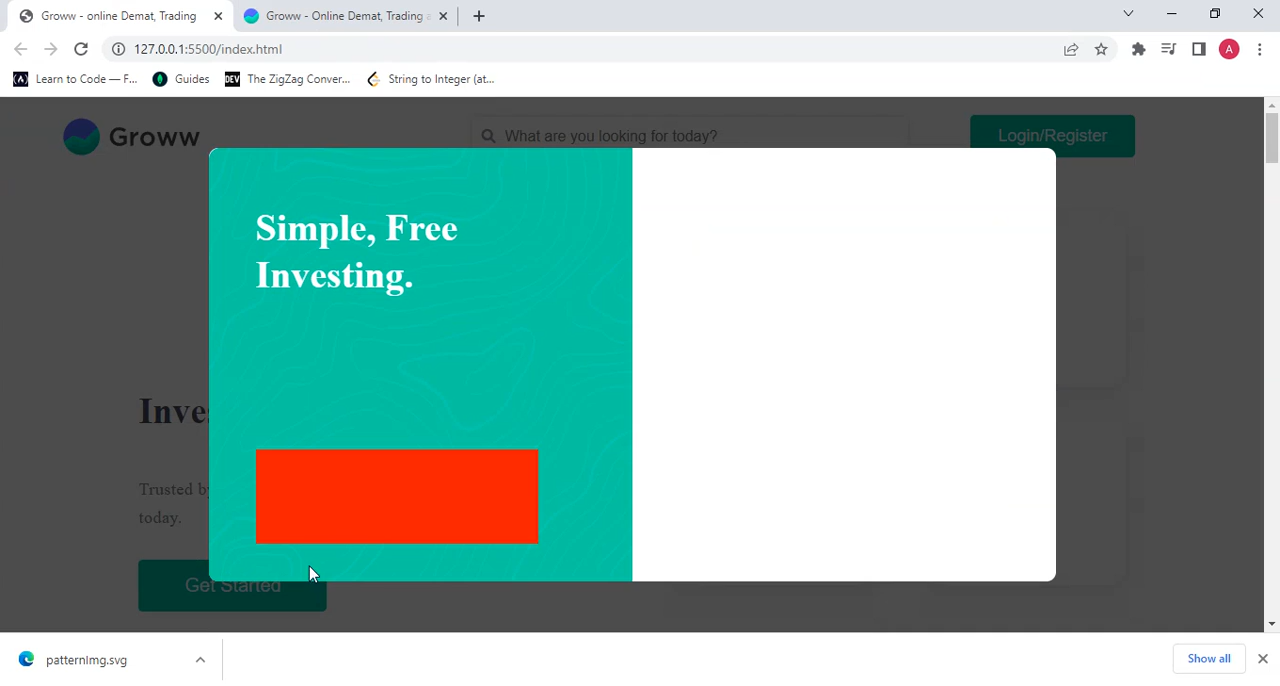 Groww - online Demat, Trading
Groww - Online Demat, Trading
127.0.0.1:5500/index.html
A
Learn to Code — F...
Guides
DEV
The ZigZag Conver...
String to Integer (at...
Groww
What are you looking for today?
Login/Register
Simple, Free
Investing.
Inves
Trusted b
today.
Get Started
patternImg.svg
Show all